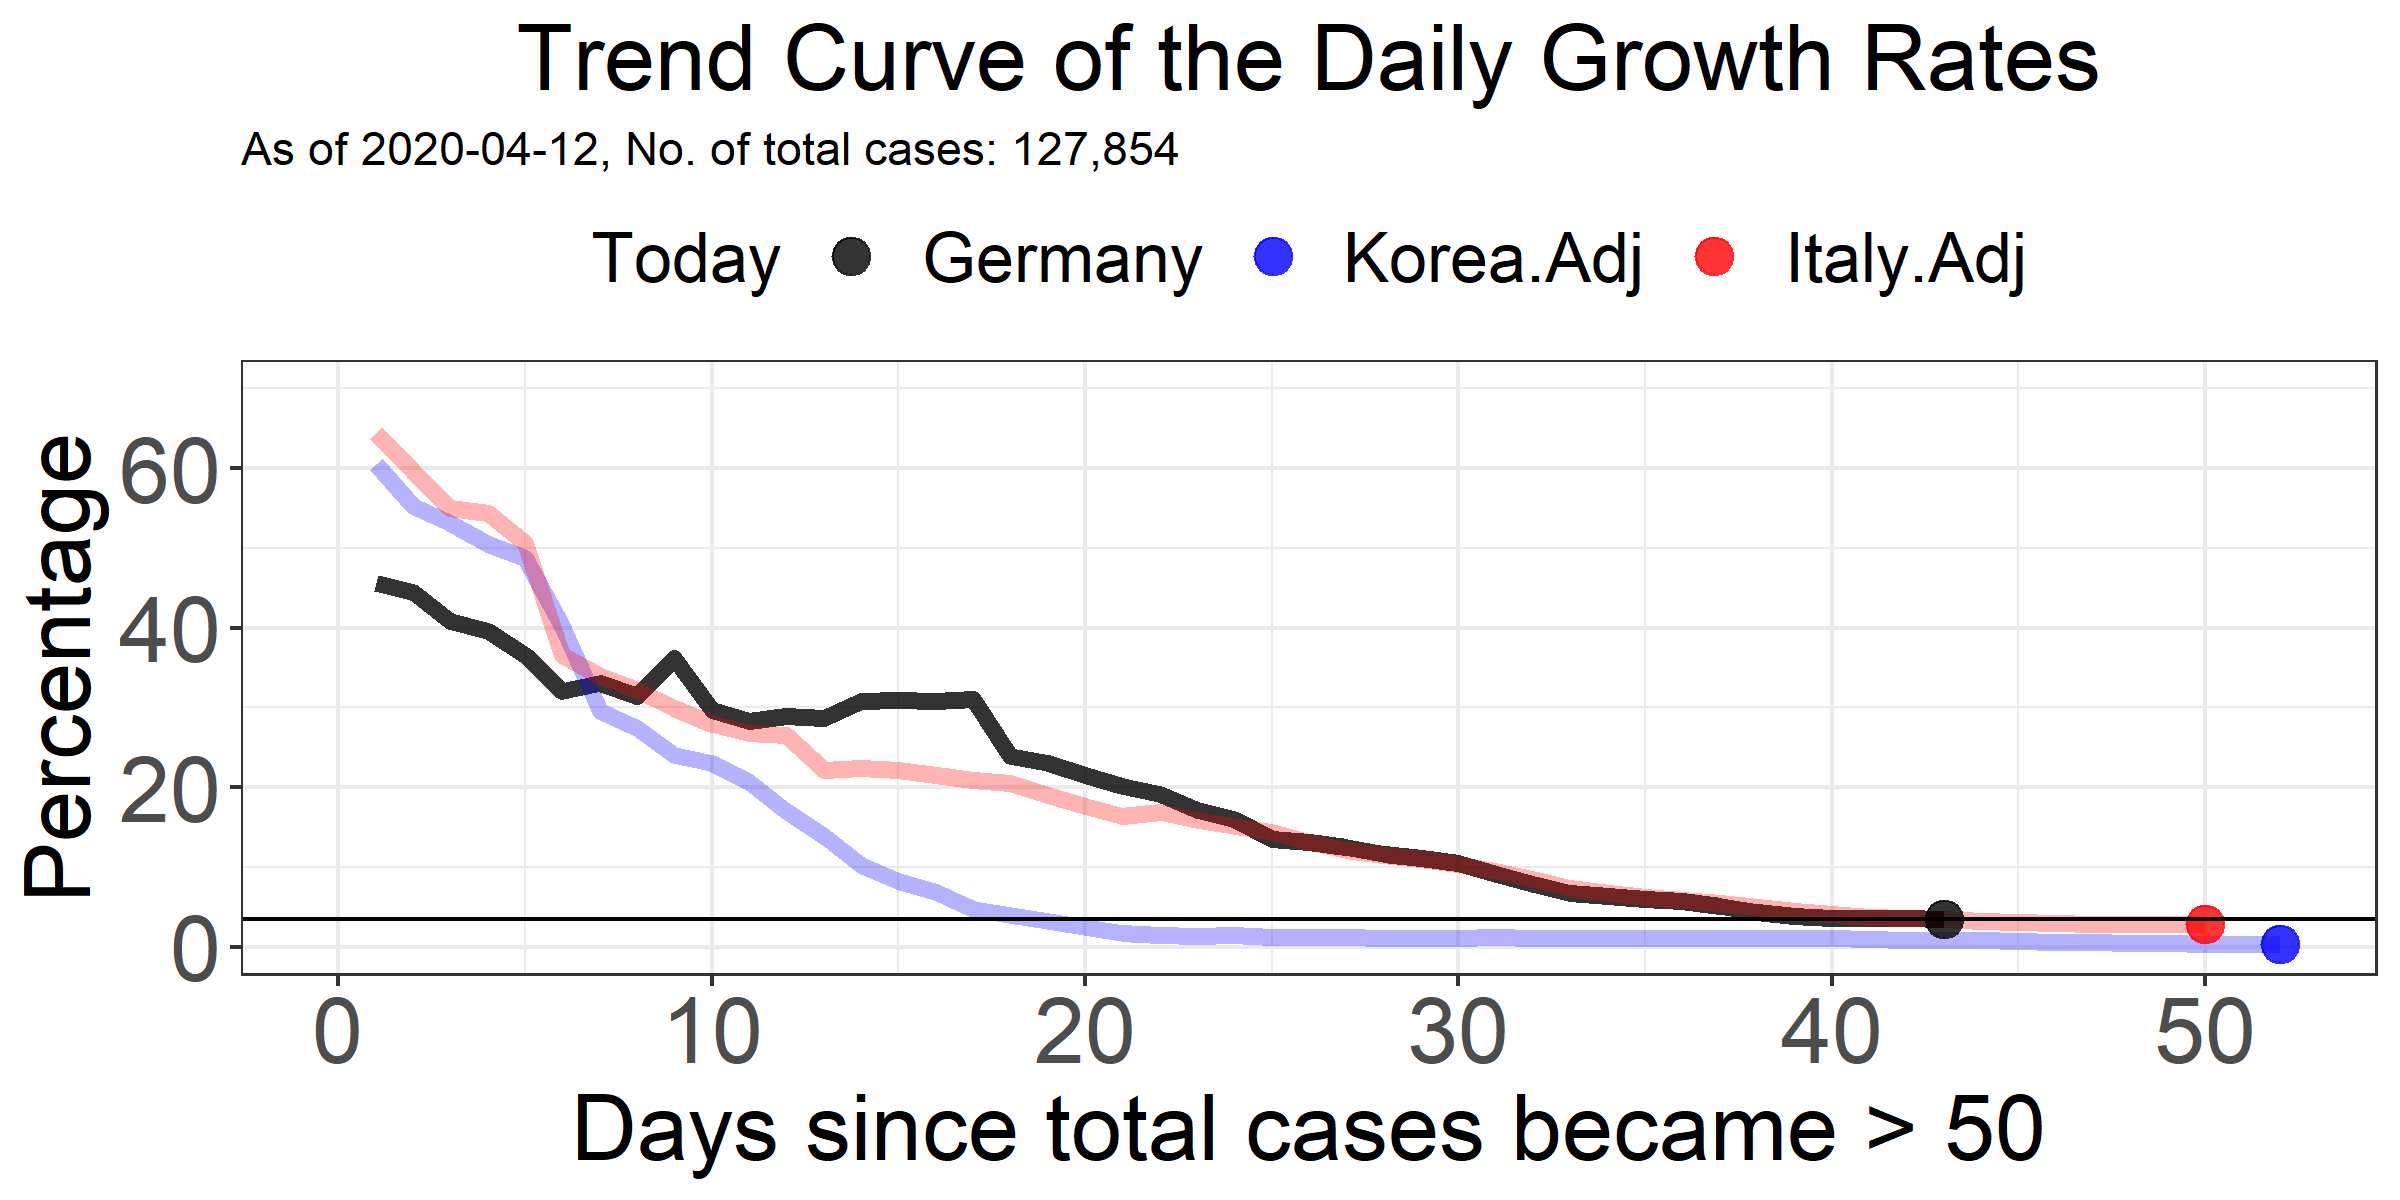 Trend Curve of the Daily Growth Rates
As of 2020-04-12, No. of total cases: 127,854
Today Germany Korea.Adj Italy.Adj
Percentage
60
40
20
0
0 10 20 30 40 50
Days since total cases became > 50